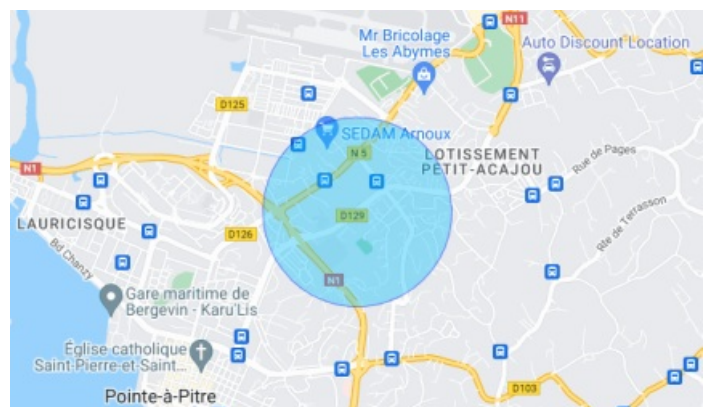 N11
Mr Bricolage
Les Abymes
Auto Discount Location
D125
SEDAM Arnoux
N 5
LOTISSEMENT
PETIT-ACAJOU
Rue de Pages
N1
LAURICISQUE
D129
D126
Rte de Terrasson
Bd Chanzy
N1
Gare maritime de
Bergevin - Karu'Lis
Église catholique
Saint-Pierre-et-Saint...
D103
Pointe-à-Pitre